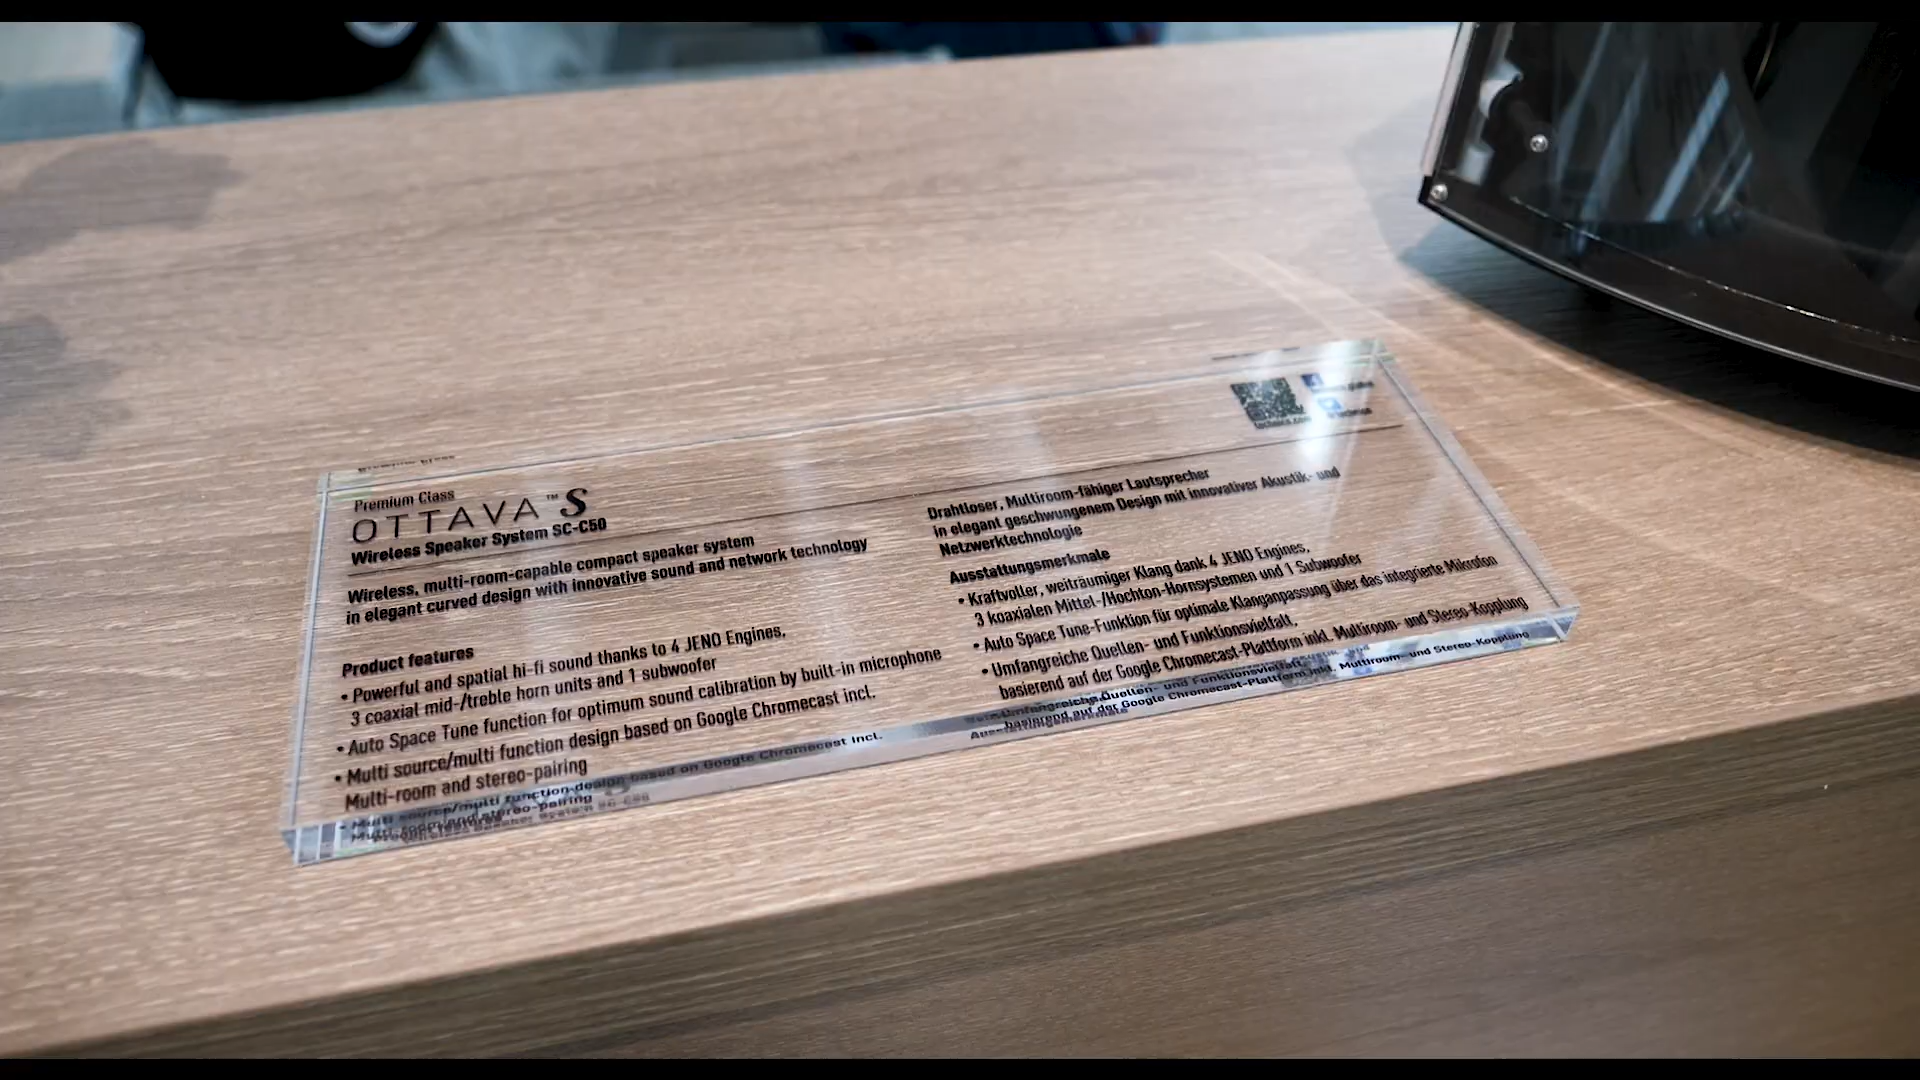 Premium Class
OTTAVA™ S
Wireless Speaker System SC-C50
Wireless, multi-room-capable compact speaker system
in elegant curved design with innovative sound and network technology
Product features
• Powerful and spatial hi-fi sound thanks to 4 JENO Engines,
3 coaxial mid-/treble horn units and 1 subwoofer
• Auto Space Tune function for optimum sound calibration by built-in microphone
• Multi source/multi function design based on Google Chromecast incl.
Multi-room and stereo-pairing
technics.com
Drahtloser, Multiroom-fähiger Lautsprecher
in elegant geschwungenem Design mit innovativer Akustik- und
Netzwerktechnologie
Ausstattungsmerkmale
• Kraftvoller, weiträumiger Klang dank 4 JENO Engines,
3 koaxialen Mittel-/Hochton-Hornsystemen und 1 Subwoofer
• Auto Space Tune-Funktion für optimale Klanganpassung über das integrierte Mikrofon
• Umfangreiche Quellen- und Funktionsvielfalt,
basierend auf der Google Chromecast-Plattform inkl. Multiroom- und Stereo-Kopplung